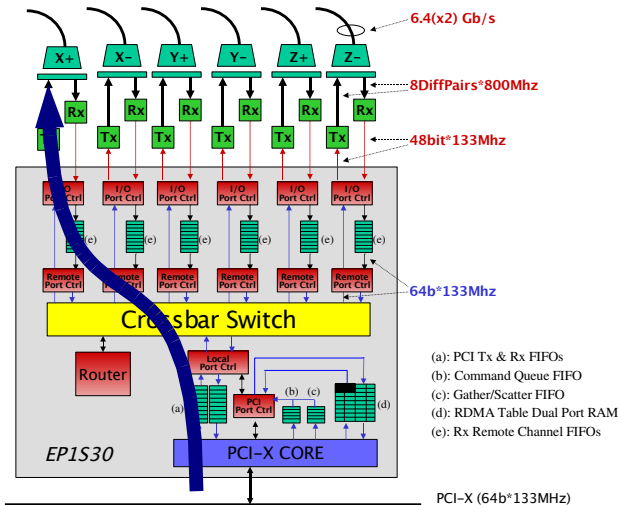 6.4(x2) Gb/s
X+ X- Y+ Y- Z+ Z-
8DiffPairs*800Mhz
Rx Rx Rx Rx Rx Rx
Tx Tx Tx Tx Tx
48bit*133Mhz
I/O I/O I/O I/O I/O
Port Ctrl Port Ctrl Port Ctrl Port Ctrl Port Ctrl Port Ctrl
(e) (e) (e) (e) (e) (e)
Remote Remote Remote Remote Remote
Port Ctrl Port Ctrl Port Ctrl Port Ctrl Port Ctrl
64b*133Mhz
Crossbar Switch
Local
Port Ctrl
Router
(a)
PCI
Port Ctrl
(b) (c)
(d)
(a): PCI Tx & Rx FIFOs
(b): Command Queue FIFO
(c): Gather/Scatter FIFO
(d): RDMA Table Dual Port RAM
(e): Rx Remote Channel FIFOs
EP1S30
PCI-X CORE
PCI-X (64b*133MHz)